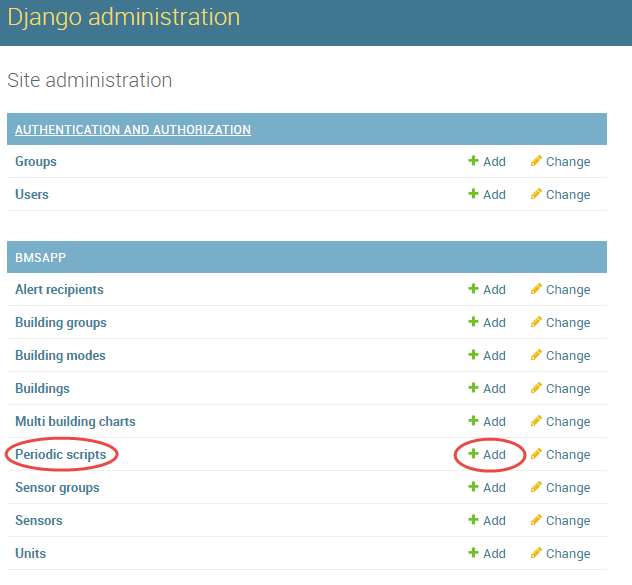 Django administration
Site administration
AUTHENTICATION AND AUTHORIZATION
Groups Add Change
Users Add Change
BMSAPP
Alert recipients Add Change
Building groups Add Change
Building modes Add Change
Buildings Add Change
Multi building charts Add Change
Periodic scripts Add Change
Sensor groups Add Change
Sensors Add Change
Units Add Change